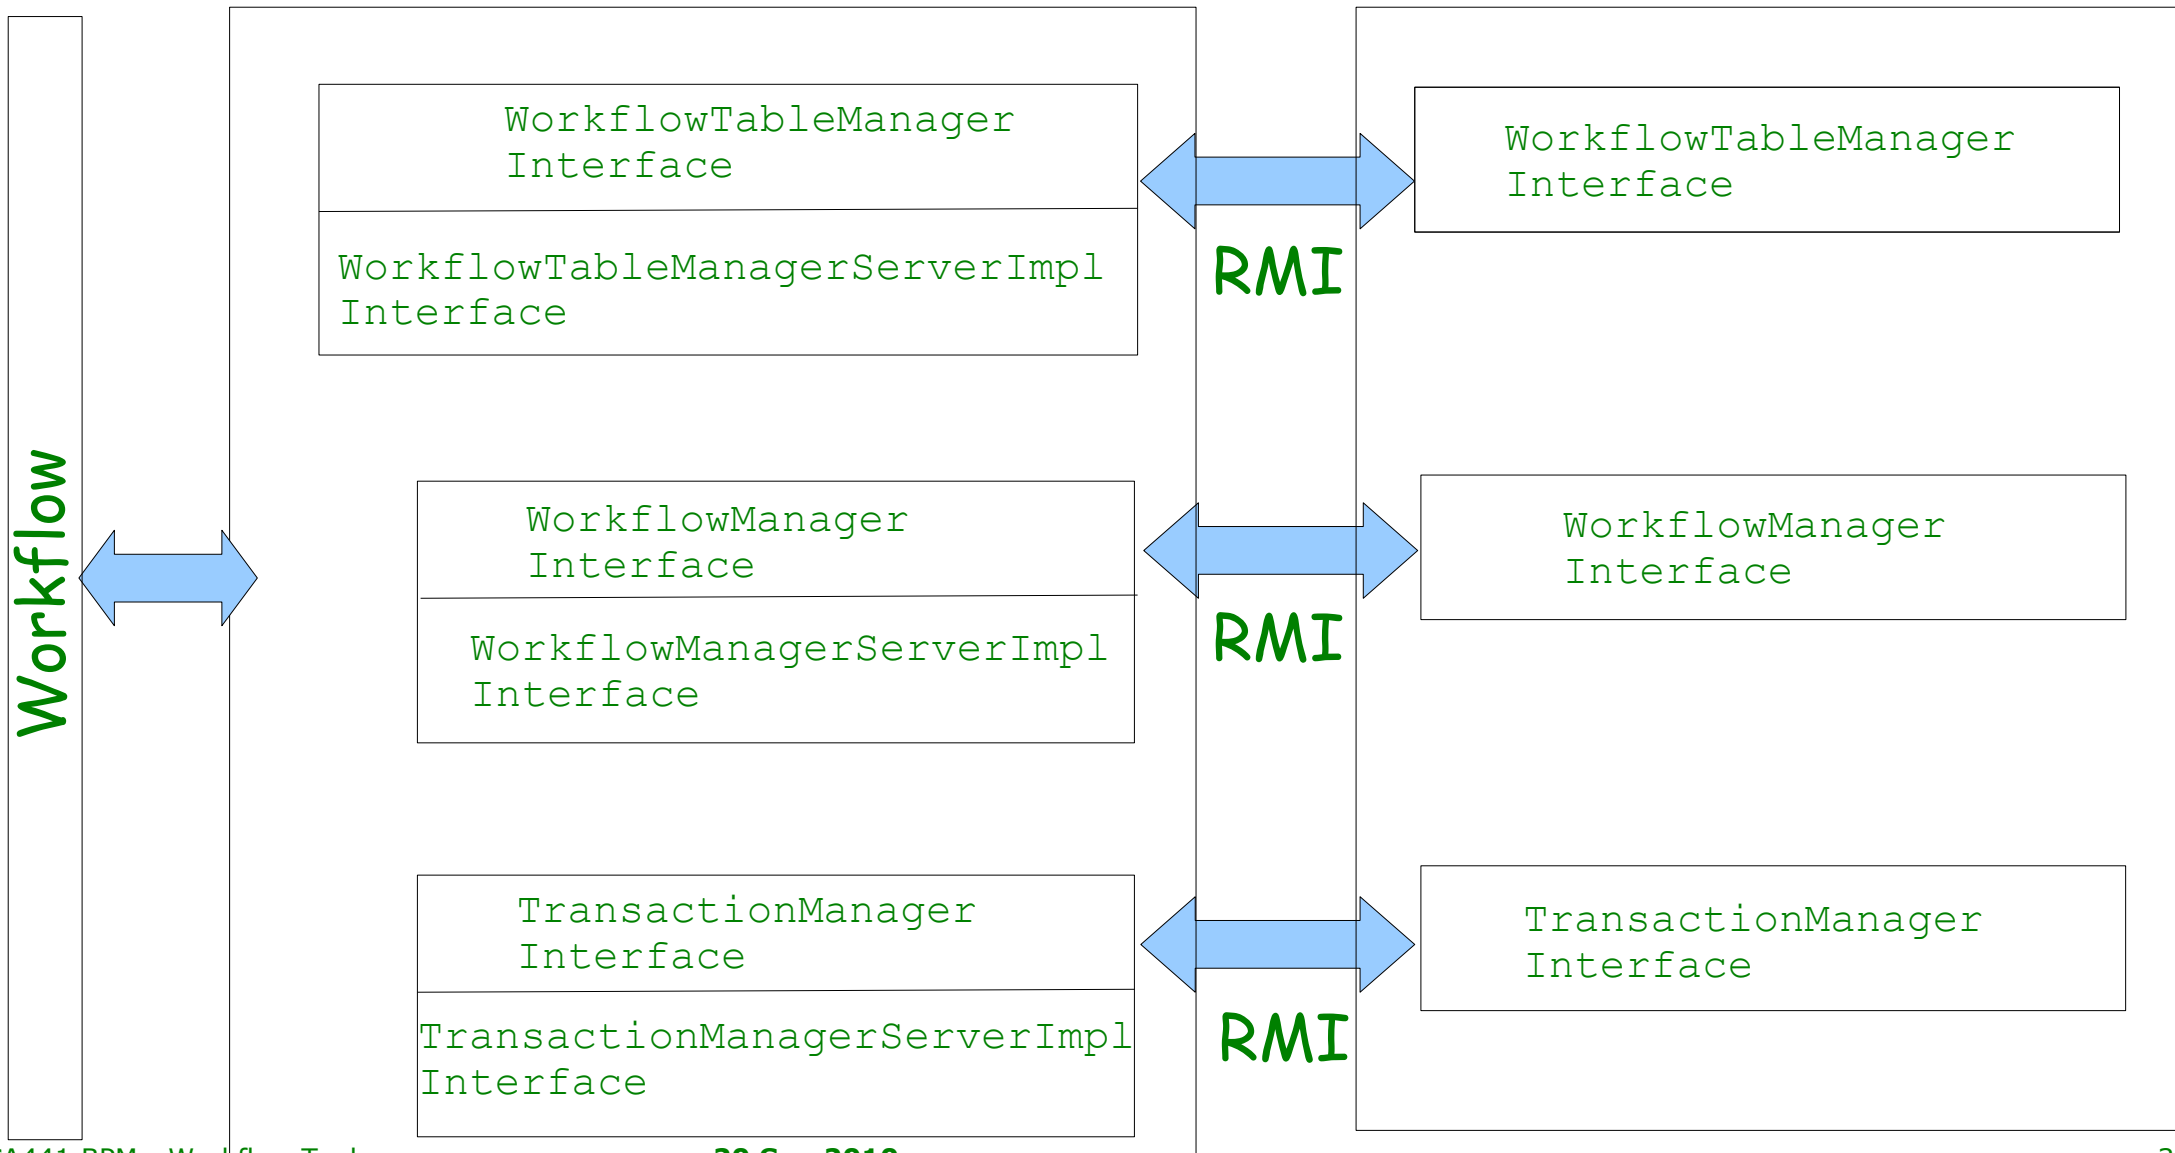 WorkflowTableManager
Interface
WorkflowTableManagerServerImpl
Interface
RMI
WorkflowTableManager
Interface
Workflow
WorkflowManager
Interface
WorkflowManagerServerImpl
Interface
RMI
WorkflowManager
Interface
TransactionManager
Interface
TransactionManagerServerImpl
Interface
RMI
TransactionManager
Interface